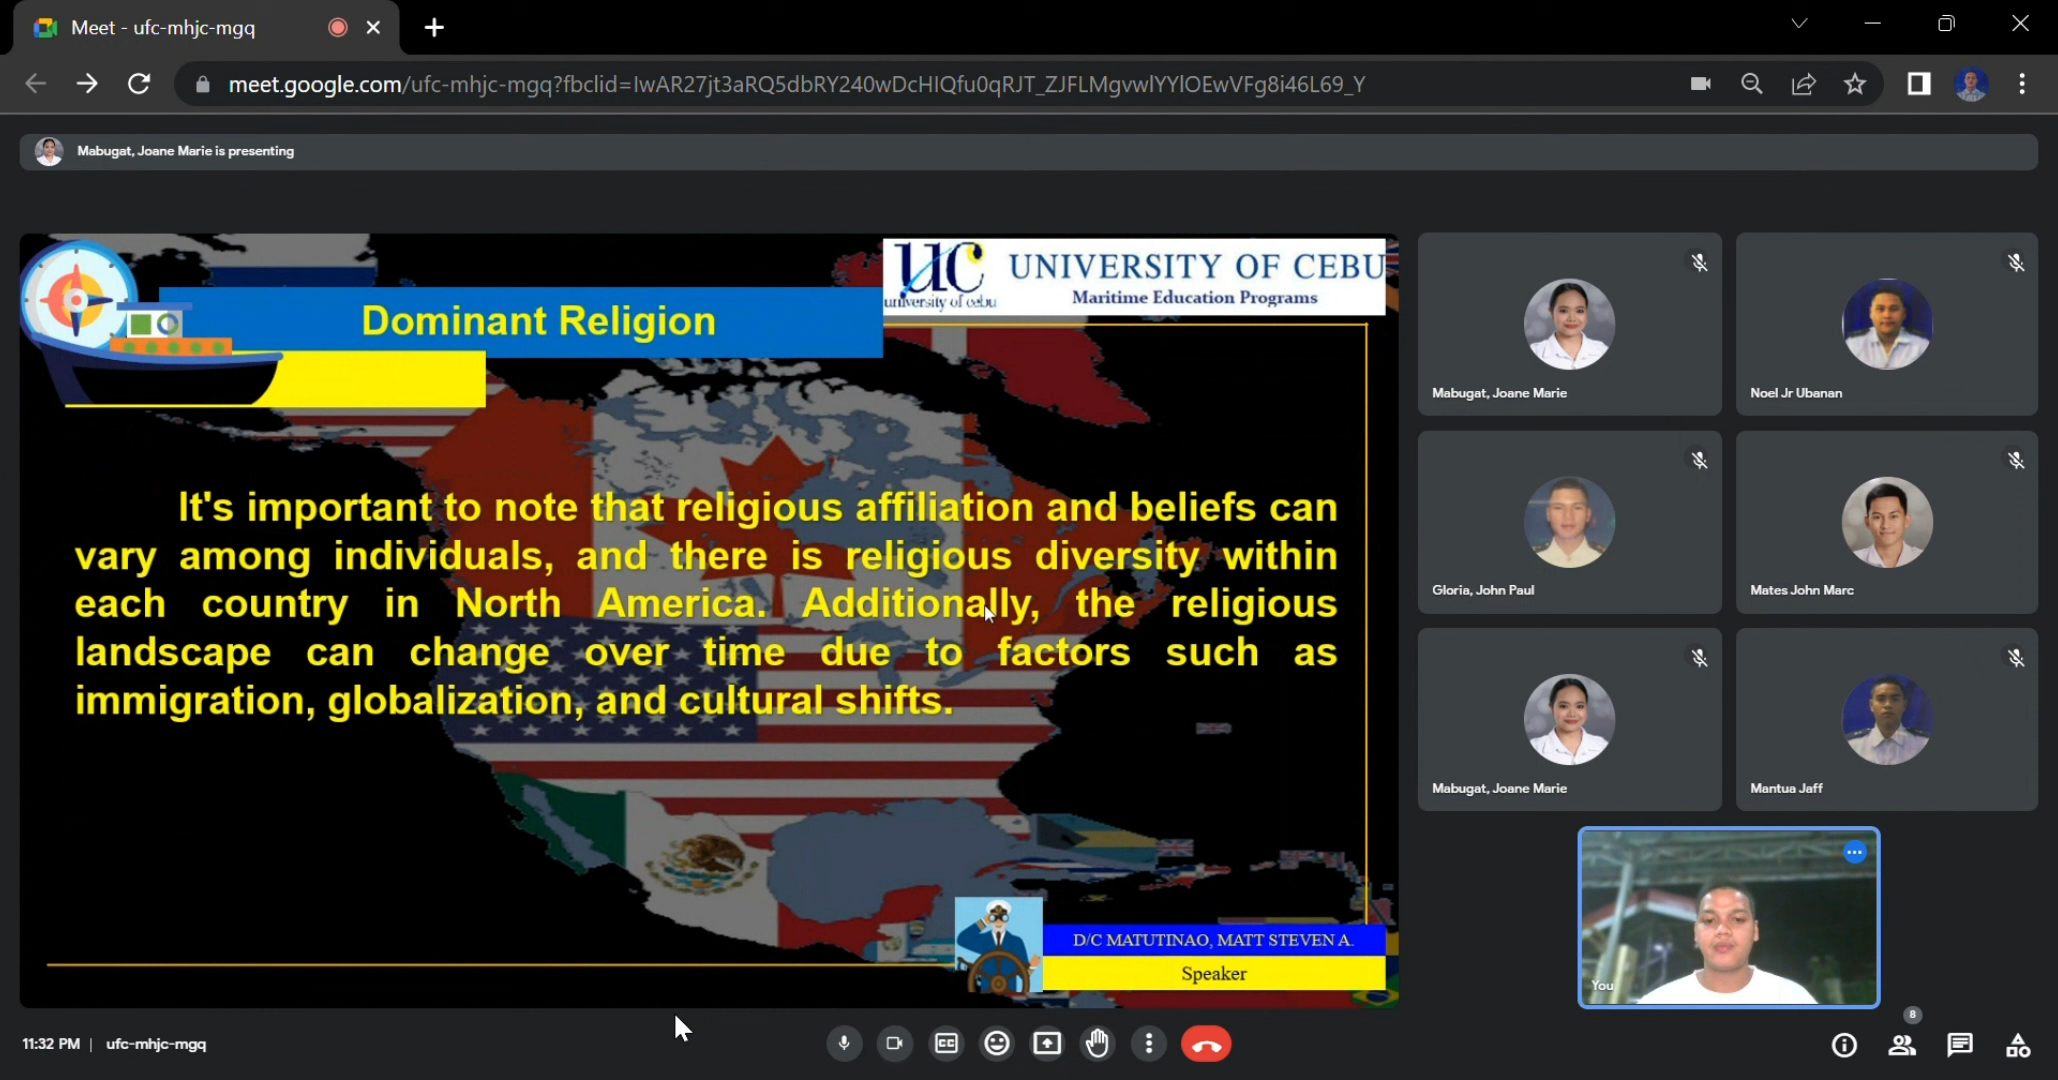 Meet - ufc-mhjc-mgq
meet.google.com/ufc-mhjc-mgq?fbclid=IwAR27jt3aRQ5dbRY240wDcHIQfu0qRJT_ZJFLMgvwlYYlOEwVFg8i46L69_Y
Mabugat, Joane Marie is presenting
UC
university of cebu
UNIVERSITY OF CEBU
Maritime Education Programs
Dominant Religion
It's important to note that religious affiliation and beliefs can
vary among individuals, and there is religious diversity within
each country in North America. Additionally, the religious
landscape can change over time due to factors such as
immigration, globalization, and cultural shifts.
D/C MATUTINAO, MATT STEVEN A.
Speaker
Mabugat, Joane Marie
Noel Jr Ubanan
Gloria, John Paul
Mates John Marc
Mabugat, Joane Marie
Mantua Jaff
You
11:32 PM | ufc-mhjc-mgq
CC
8